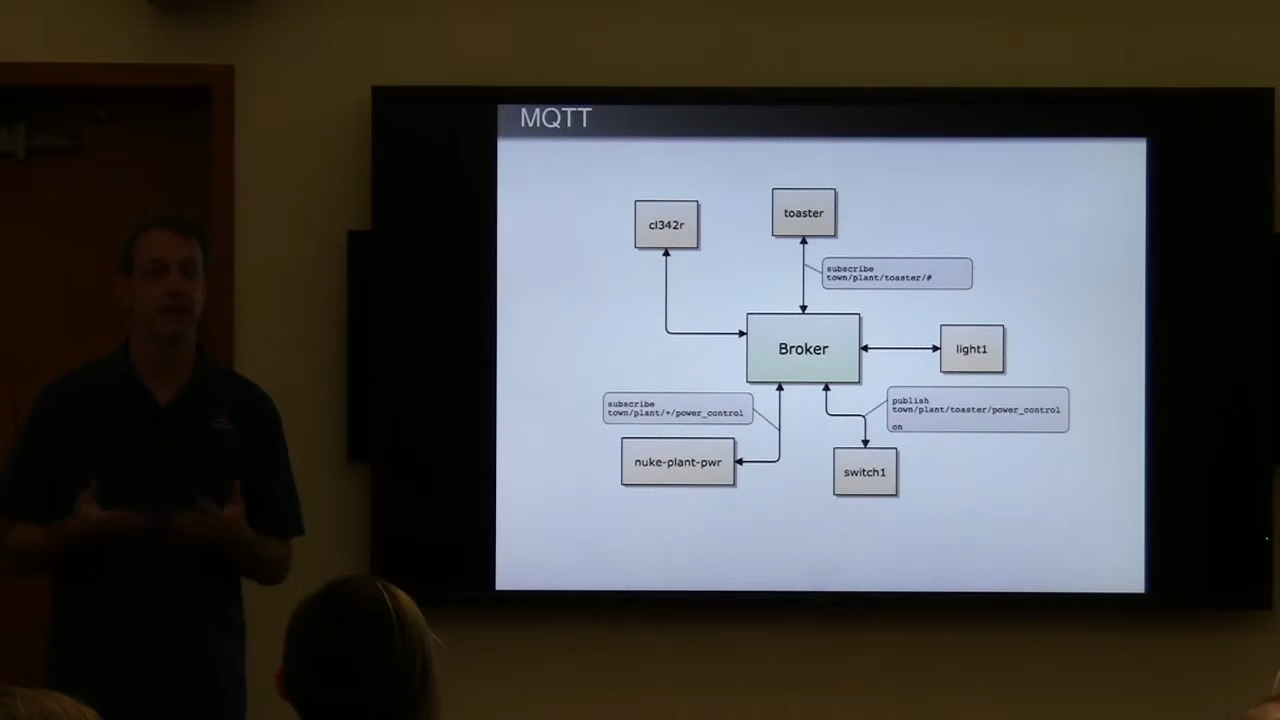 MQTT
cl342r
toaster
subscribe
town/plant/toaster/#
Broker
light1
subscribe
town/plant/+/power_control
publish
town/plant/toaster/power_control
on
nuke-plant-pwr
switch1